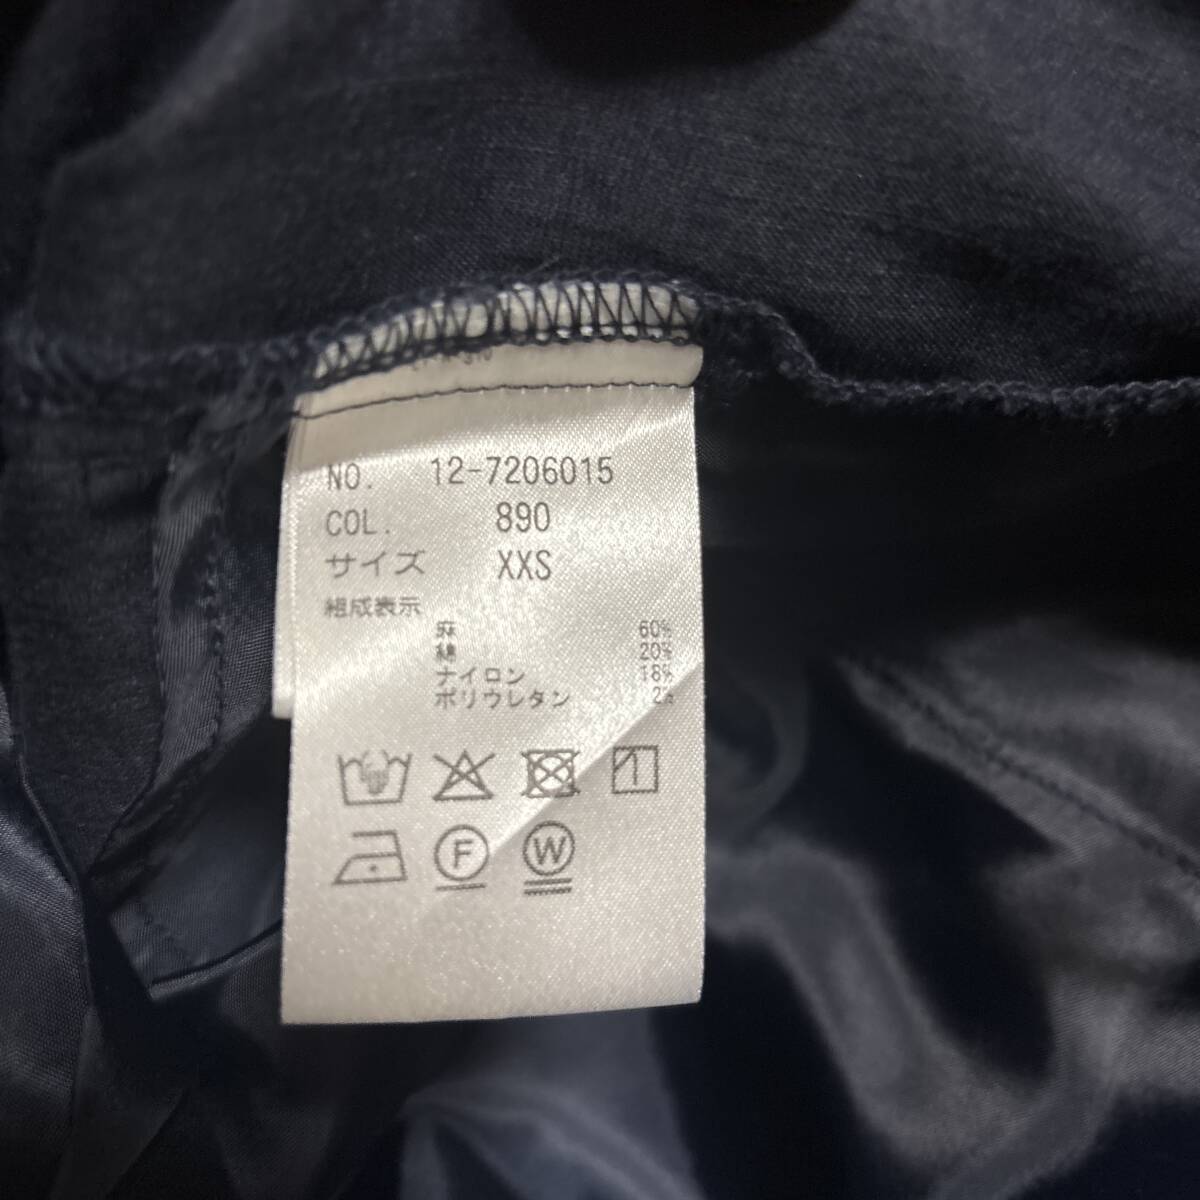 NO. 12-7206015
COL. 890
サイズ XXS
組成表示
麻 60%
綿 20%
ナイロン 18%
ポリウレタン 2%
F
W